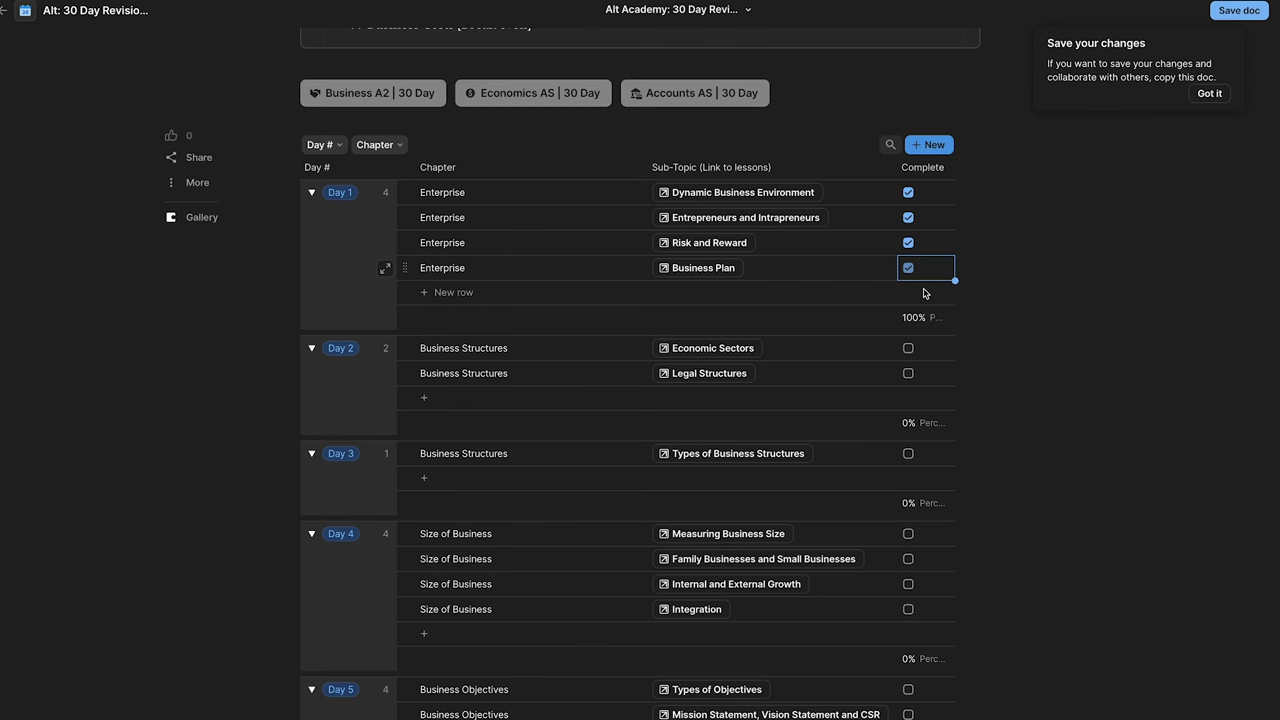 Alt: 30 Day Revisio...
Alt Academy: 30 Day Revi...
Save doc
Save your changes
If you want to save your changes and
collaborate with others, copy this doc.
Got it
Business A2 | 30 Day
Economics AS | 30 Day
Accounts AS | 30 Day
0
Share
More
Gallery
Day #
Chapter
New
Day #
Chapter
Sub-Topic (Link to lessons)
Complete
Day 1
4
Enterprise
Dynamic Business Environment
Enterprise
Entrepreneurs and Intrapreneurs
Enterprise
Risk and Reward
Enterprise
Business Plan
New row
100% P...
Day 2
2
Business Structures
Economic Sectors
Business Structures
Legal Structures
0% Perc...
Day 3
1
Business Structures
Types of Business Structures
0% Perc...
Day 4
4
Size of Business
Measuring Business Size
Size of Business
Family Businesses and Small Businesses
Size of Business
Internal and External Growth
Size of Business
Integration
0% Perc...
Day 5
4
Business Objectives
Types of Objectives
Business Objectives
Mission Statement, Vision Statement and CSR